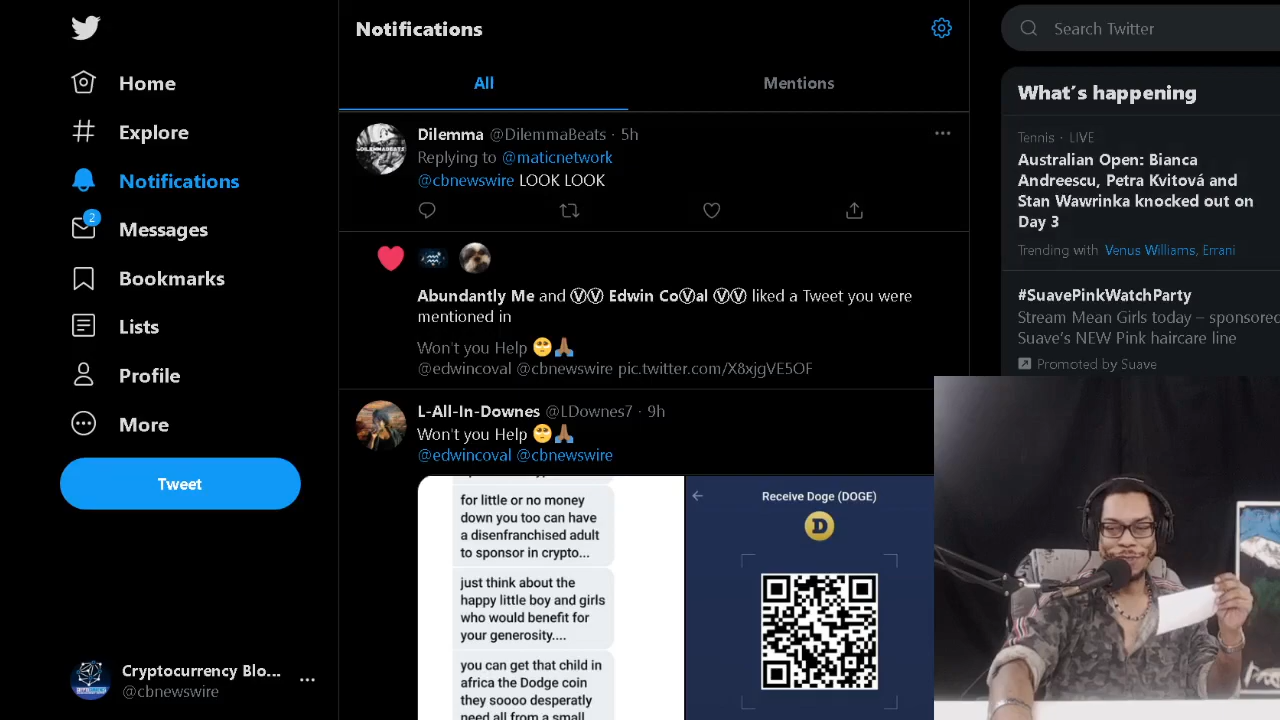 Home
Explore
Notifications
2
Messages
Bookmarks
Lists
Profile
More
Tweet
Cryptocurrency Blo...
@cbnewswire
Notifications
All
Mentions
Dilemma @DilemmaBeats · 5h
Replying to @maticnetwork
@cbnewswire LOOK LOOK
Abundantly Me and ⓋⓋ Edwin CoⓋal ⓋⓋ liked a Tweet you were
mentioned in
Won't you Help 🥺🙏🏾
@edwincoval @cbnewswire pic.twitter.com/X8xjgVE5OF
L-All-In-Downes @LDownes7 · 9h
Won't you Help 🥺🙏🏾
@edwincoval @cbnewswire
for little or no money
down you too can have
a disenfranchised adult
to sponsor in crypto...
just think about the
happy little boy and girls
who would benefit for
your generosity....
you can get that child in
africa the Dodge coin
they soooo desperatly
need all from a small
Receive Doge (DOGE)
Search Twitter
What's happening
Tennis · LIVE
Australian Open: Bianca
Andreescu, Petra Kvitová and
Stan Wawrinka knocked out on
Day 3
Trending with Venus Williams, Errani
#SuavePinkWatchParty
Stream Mean Girls today – sponsored
Suave's NEW Pink haircare line
Promoted by Suave